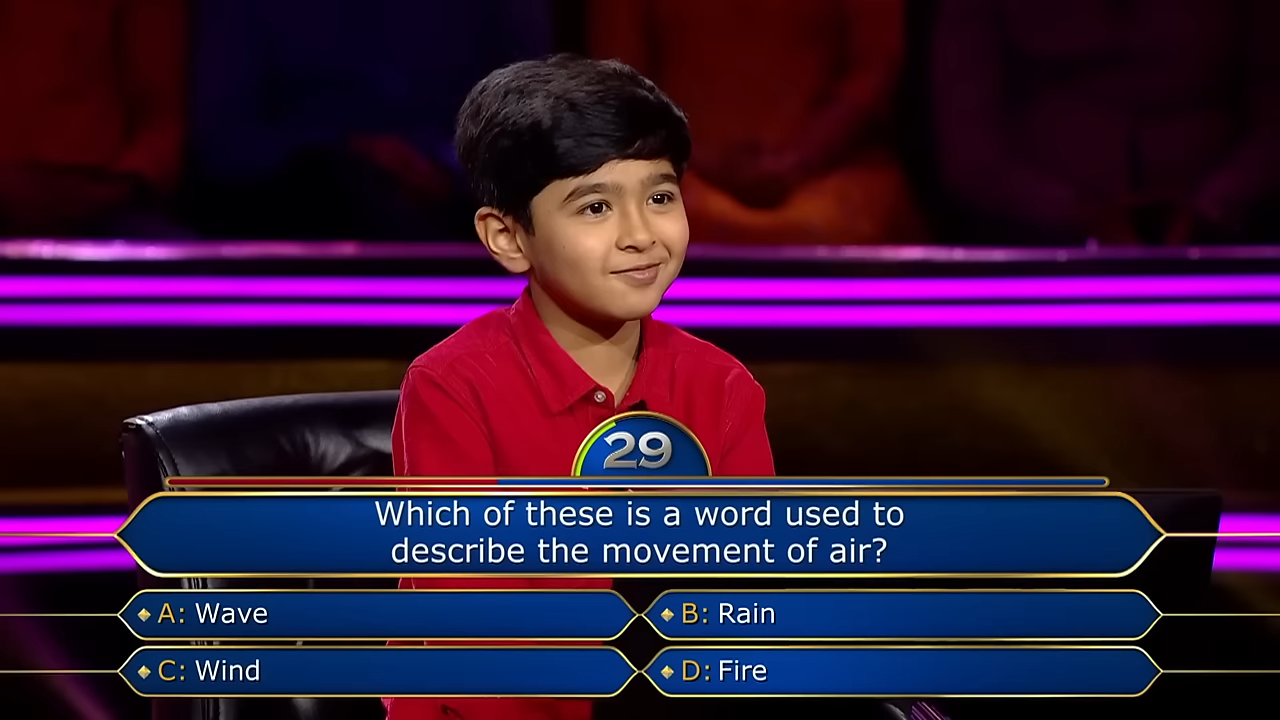 29
Which of these is a word used to
describe the movement of air?
A: Wave
B: Rain
C: Wind
D: Fire